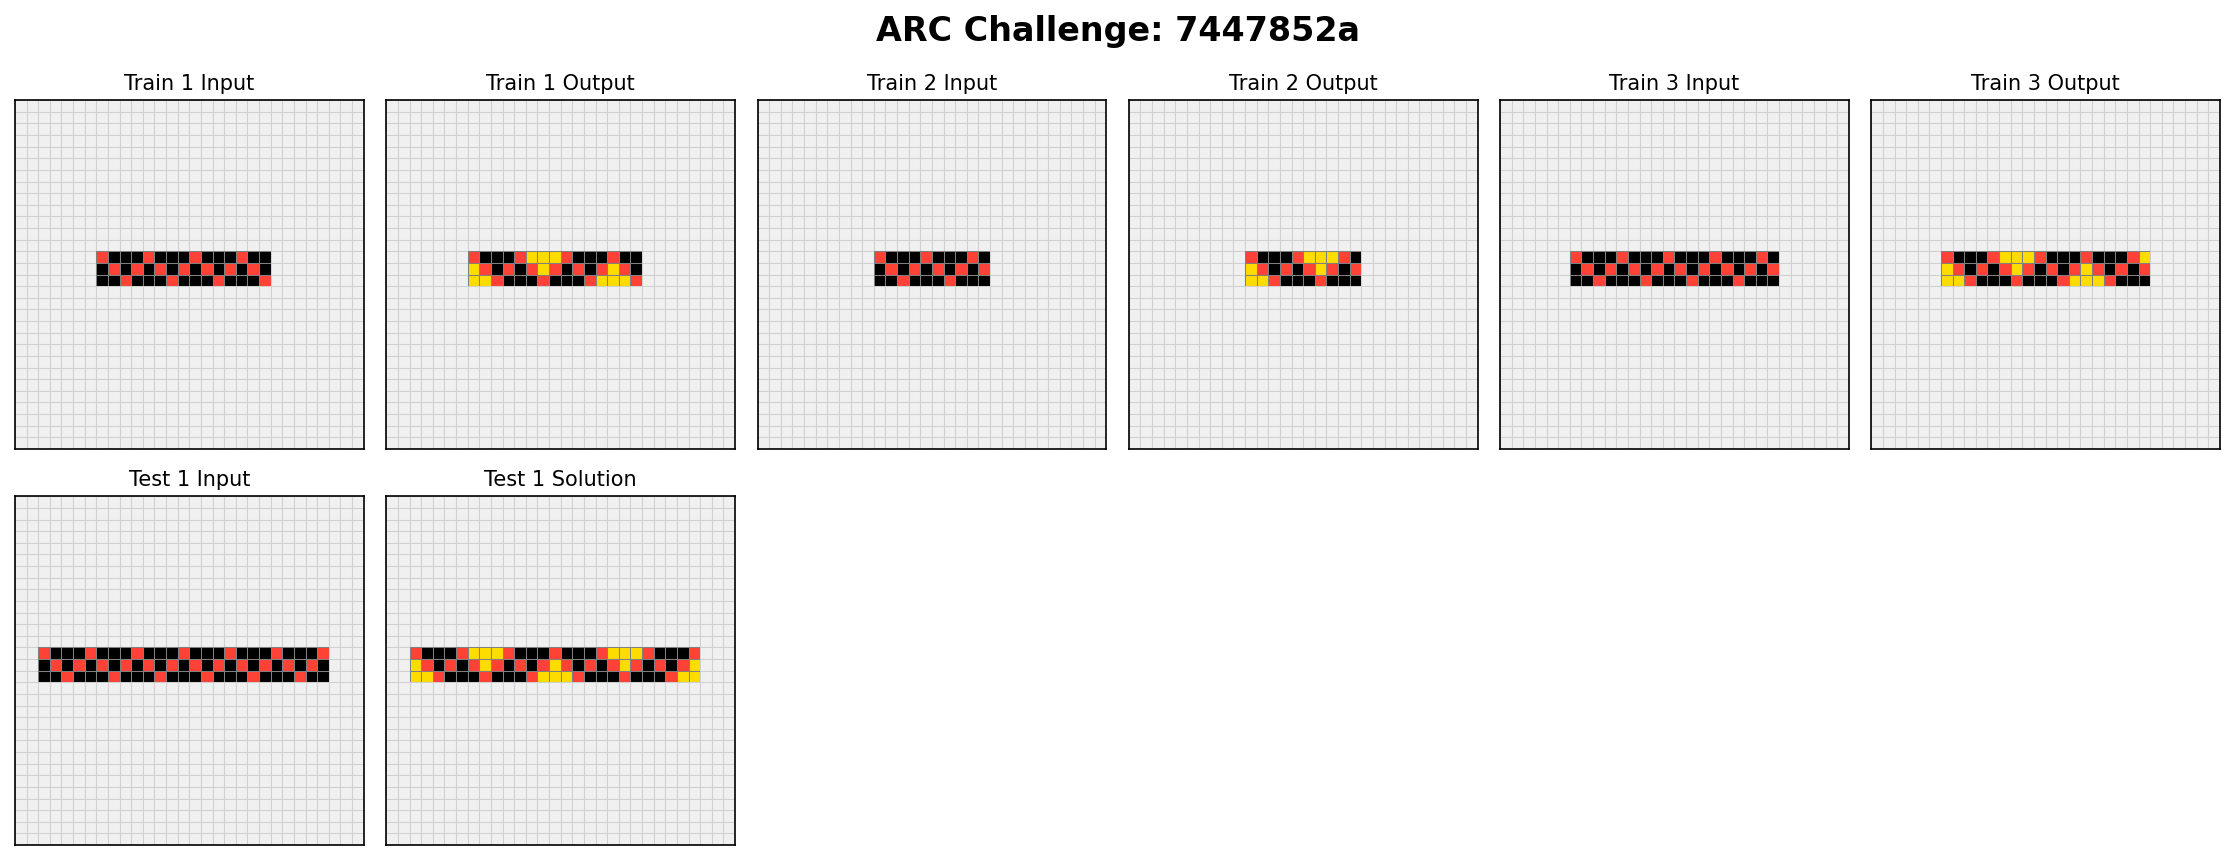 ARC Challenge: 7447852a
Train 1 Input
Train 1 Output
Train 2 Input
Train 2 Output
Train 3 Input
Train 3 Output
Test 1 Input
Test 1 Solution